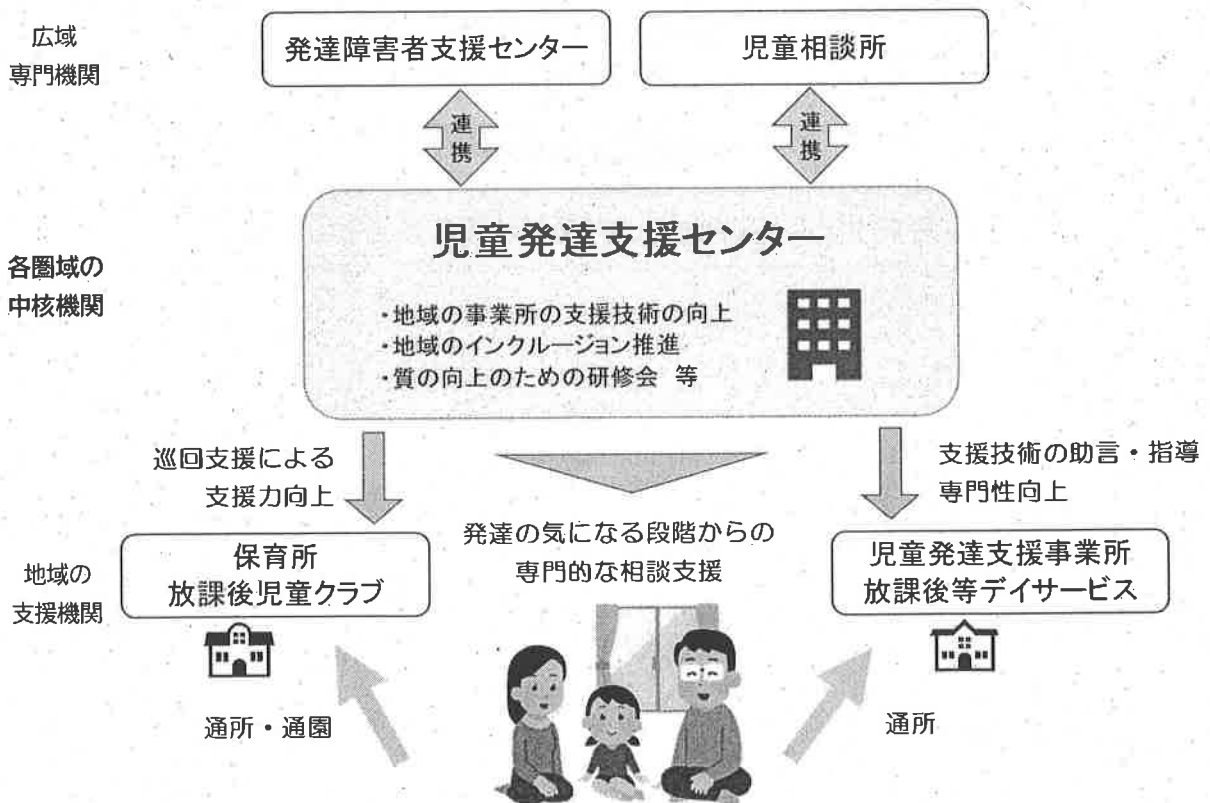 広域
専門機関
発達障害者支援センター
児童相談所
連携
連携
各圏域の
中核機関
児童発達支援センター
・地域の事業所の支援技術の向上
・地域のインクルージョン推進
・質の向上のための研修会 等
巡回支援による
支援力向上
支援技術の助言・指導
専門性向上
発達の気になる段階からの
専門的な相談支援
地域の
支援機関
保育所
放課後児童クラブ
児童発達支援事業所
放課後等デイサービス
通所・通園
通所